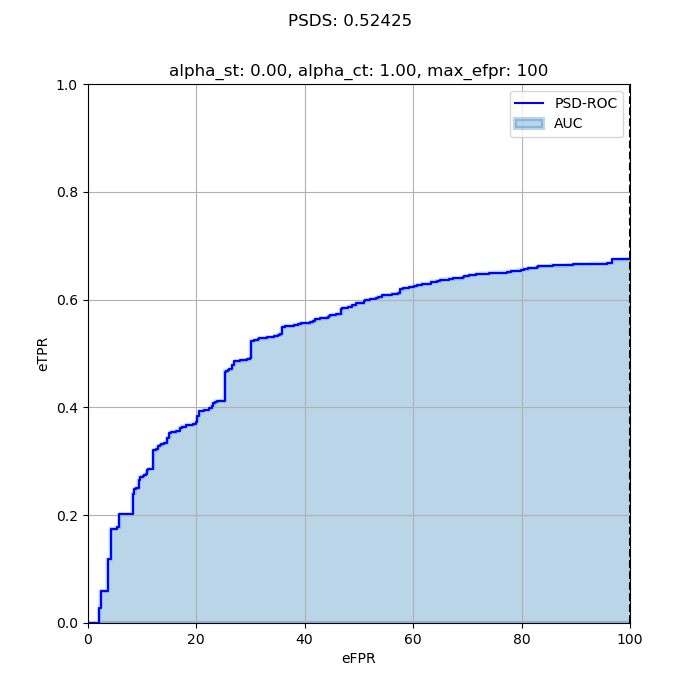 PSDS: 0.52425
alpha_st: 0.00, alpha_ct: 1.00, max_efpr: 100
PSD-ROC
AUC
1.0
0.8
0.6
0.4
0.2
0.0
eTPR
0 20 40 60 80 100
eFPR